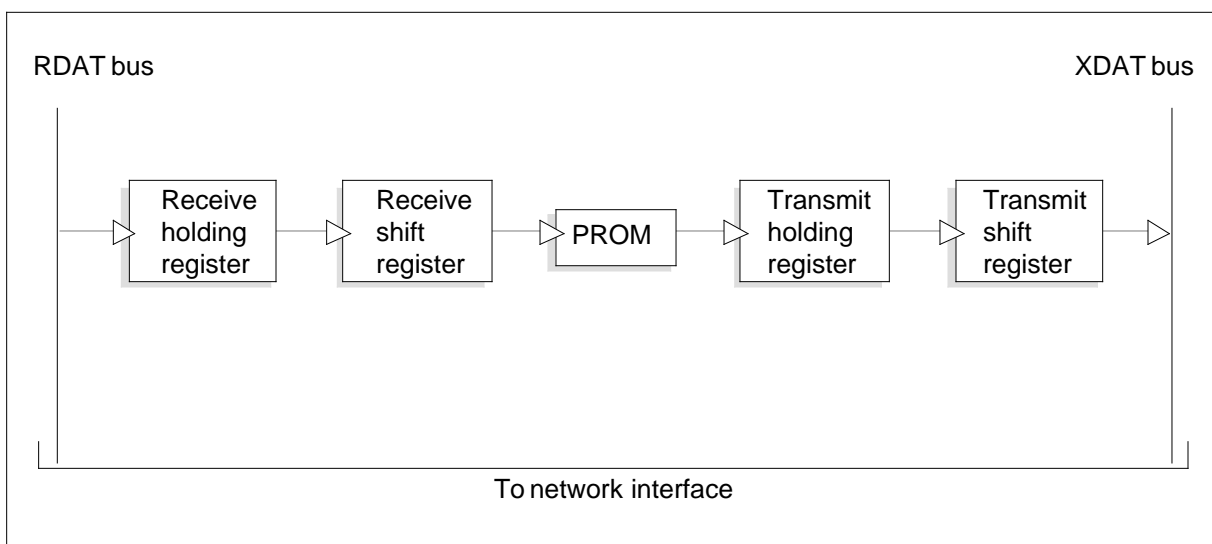 RDAT bus
XDAT bus
Receive
holding
register
Receive
shift
register
PROM
Transmit
holding
register
Transmit
shift
register
To network interface